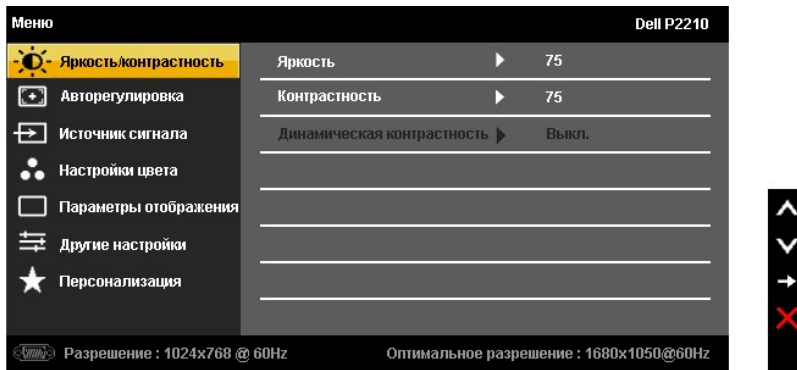 Меню Dell P2210
Яркость/контрастность Яркость 75
Авторегулировка Контрастность 75
Источник сигнала Динамическая контрастность Выкл.
Настройки цвета
Параметры отображения
Другие настройки
Персонализация
Разрешение : 1024x768 @ 60Hz Оптимальное разрешение : 1680x1050@60Hz